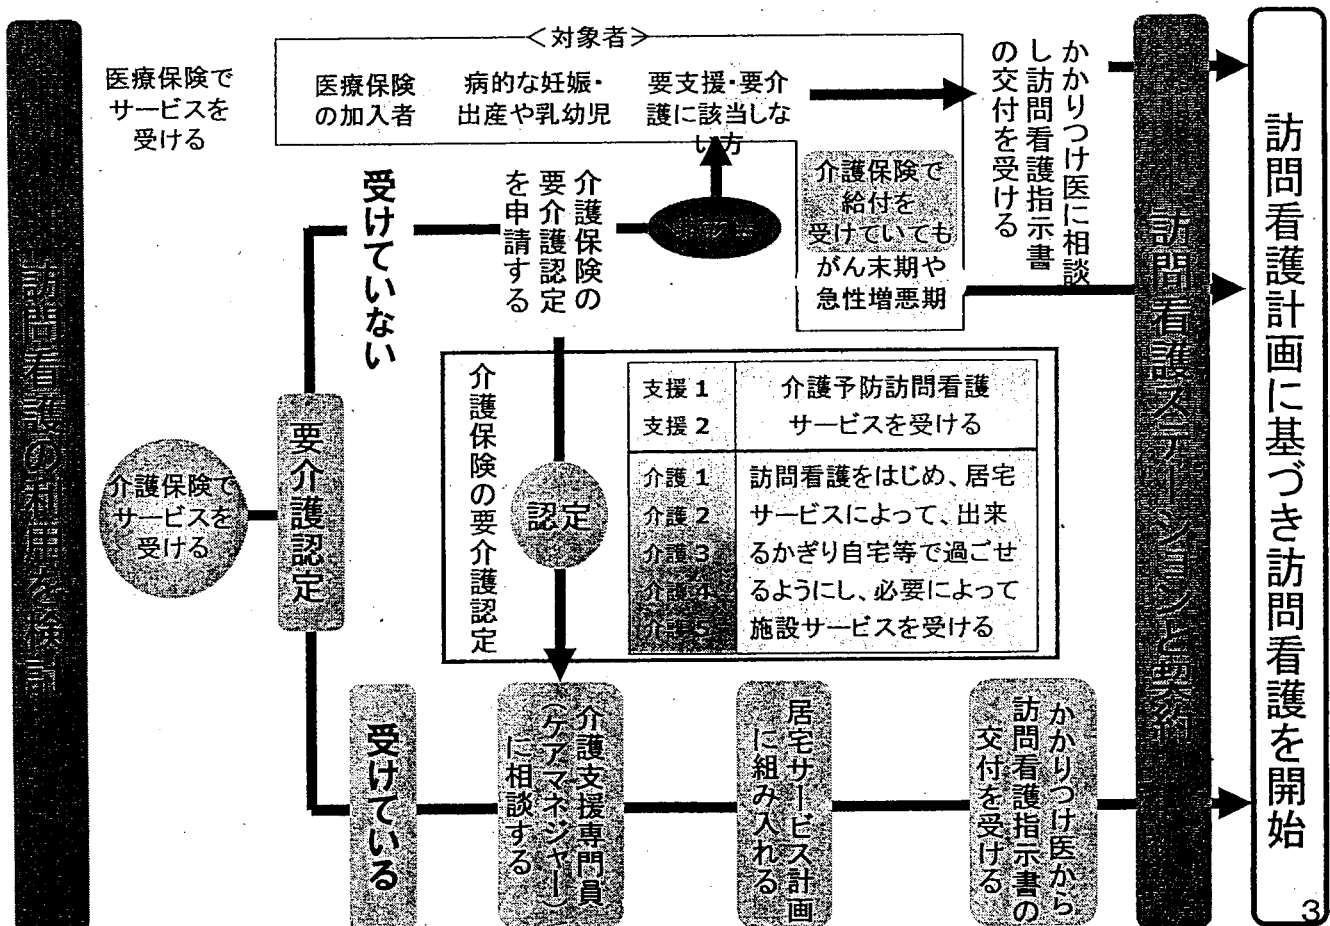 訪問看護の利用を検討
医療保険で
サービスを
受ける
介護保険で
サービスを
受ける
要介護認定
＜対象者＞
医療保険
の加入者
病的な妊娠・
出産や乳幼児
要支援・要介
護に該当しな
い方
介護保険で
給付を
受けていても
がん末期や
急性増悪期
かかりつけ医に相談
し訪問看護指示書
の交付を受ける
受けていない
介護保険の
要介護認定
を申請する
介護保険の要介護認定
認定
支援1
支援2
介護予防訪問看護
サービスを受ける
介護1
介護2
介護3
介護4
介護5
訪問看護をはじめ、居宅
サービスによって、出来
るかぎり自宅等で過ごせ
るようにし、必要によって
施設サービスを受ける
受けている
介護支援専門員
（ケアマネジャー）
に相談する
居宅サービス計画
に組み入れる
かかりつけ医から
訪問看護指示書の
交付を受ける
訪問看護ステーションと契約
訪問看護計画に基づき訪問看護を開始
3